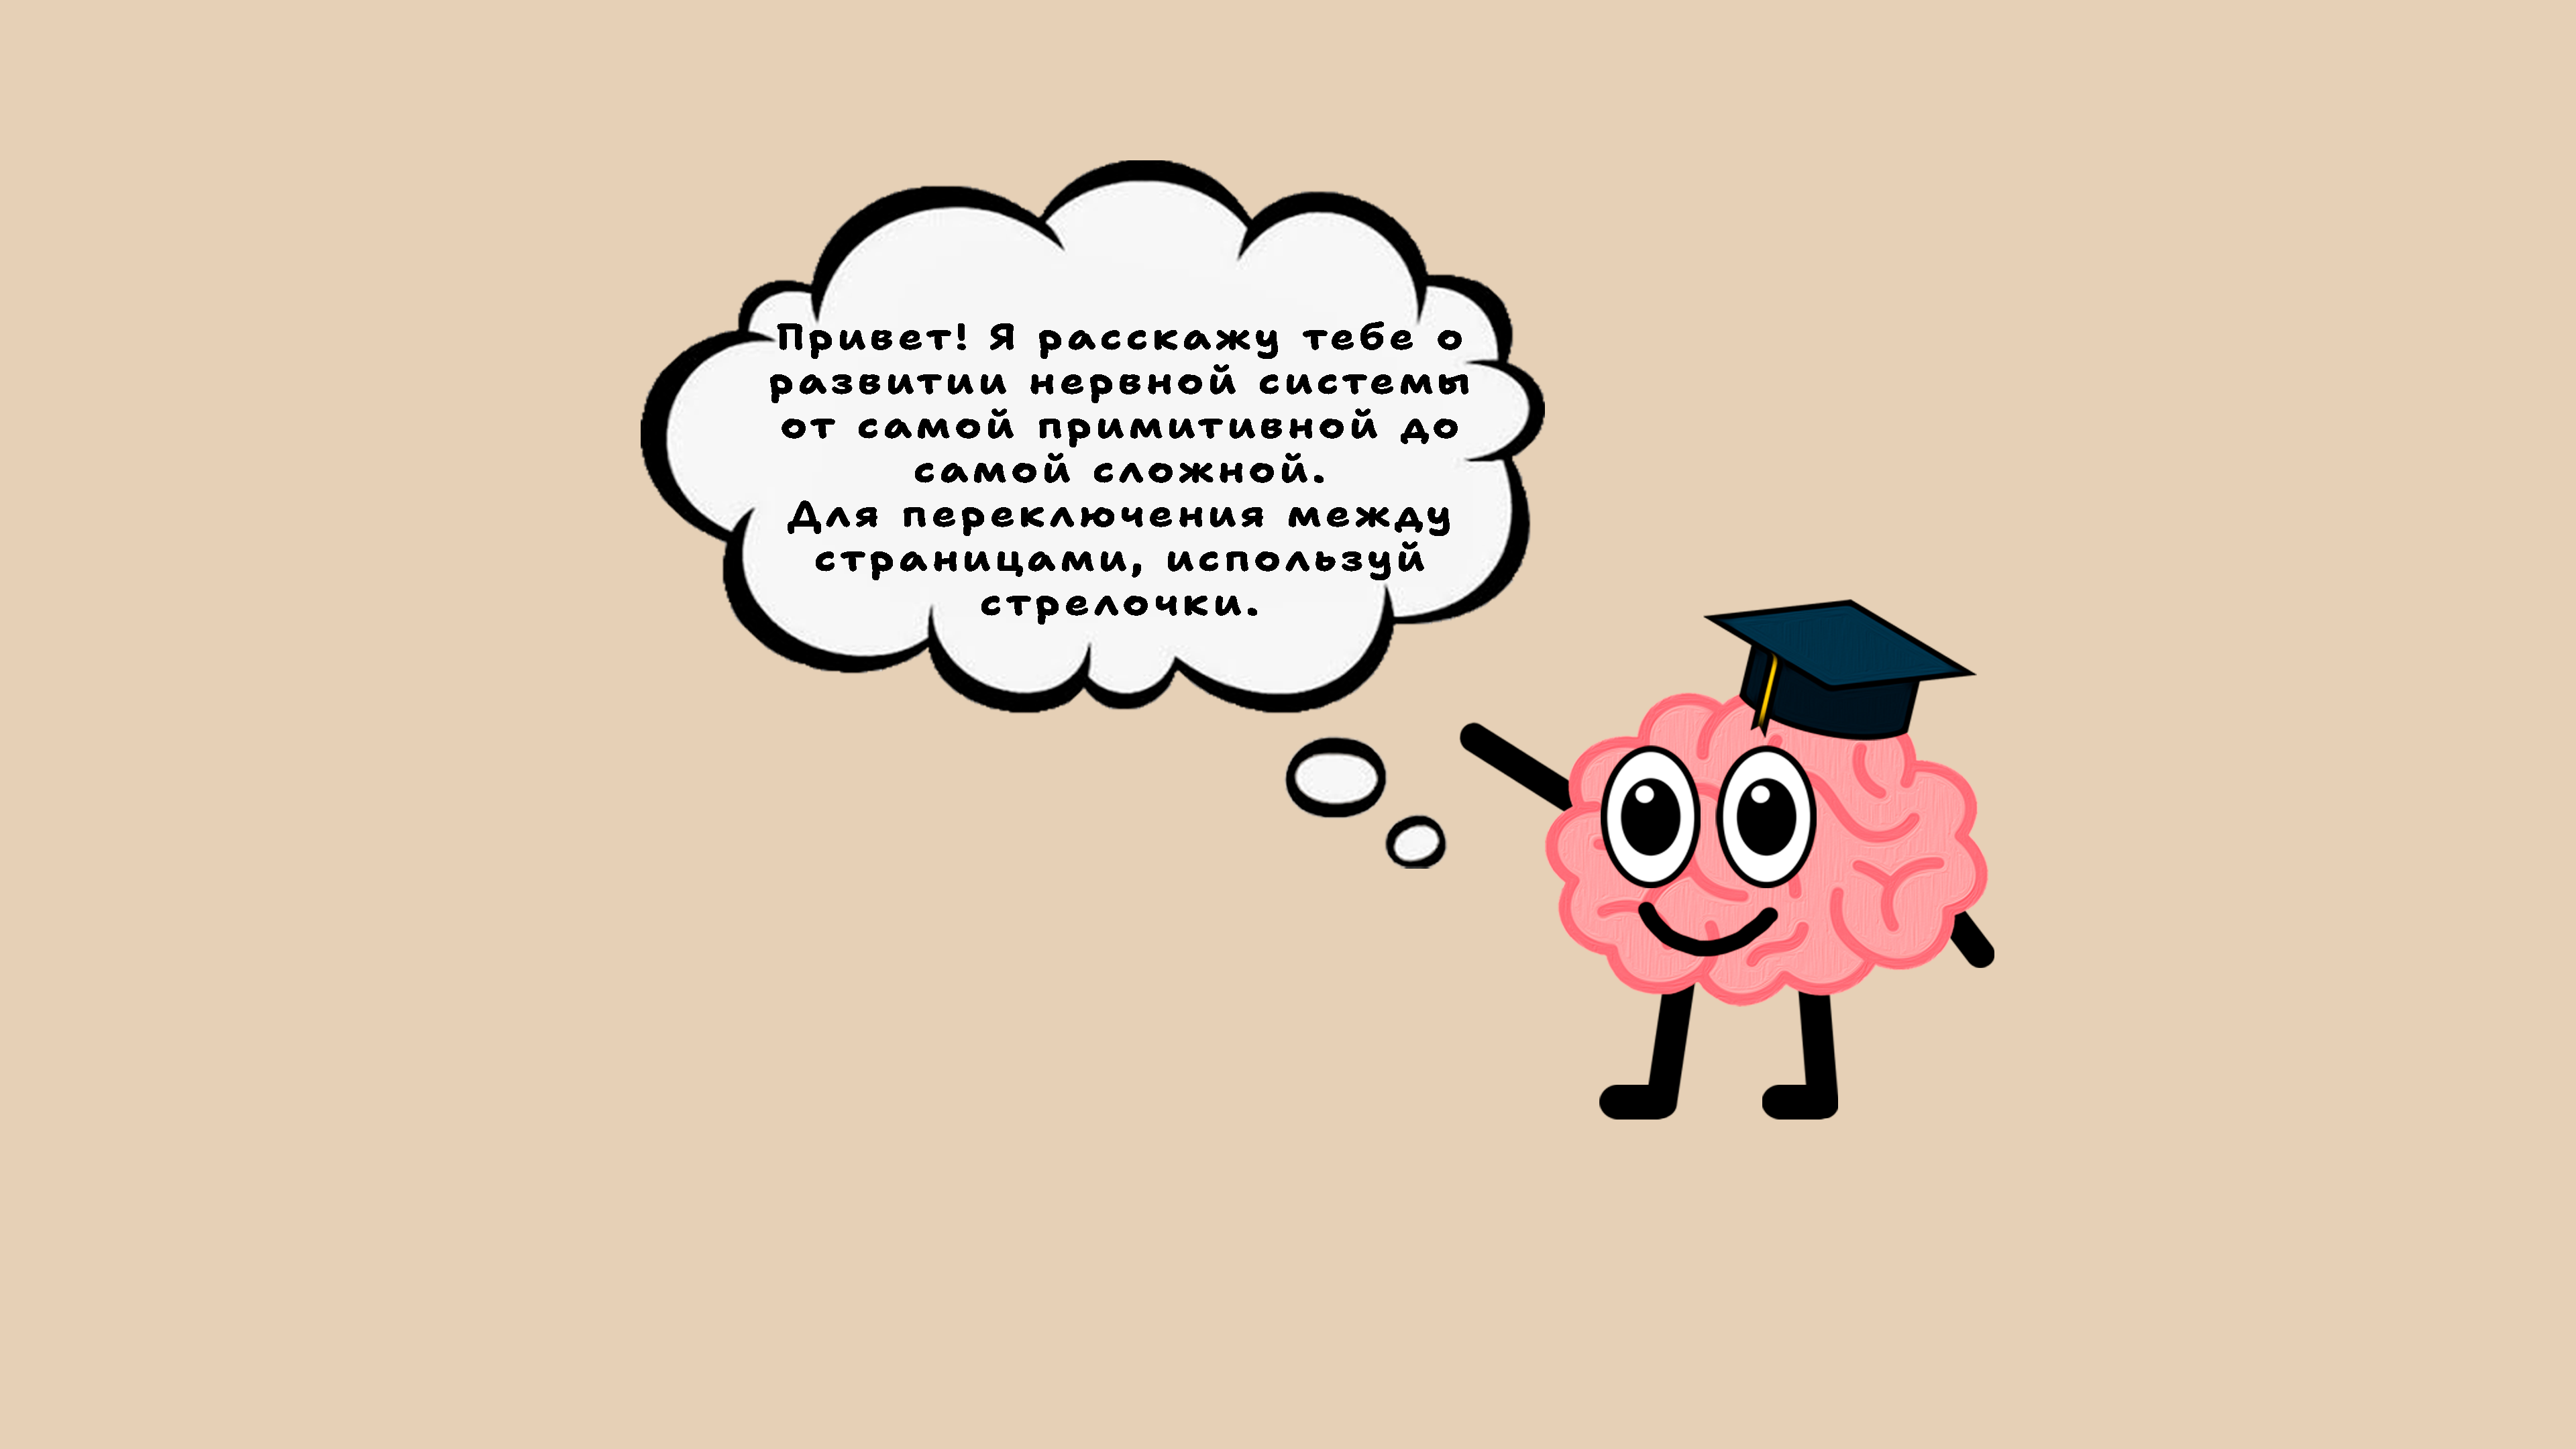 Привет! Я расскажу тебе о
развитии нервной системы
от самой примитивной до
самой сложной.
Для переключения между
страницами, используй
стрелочки.